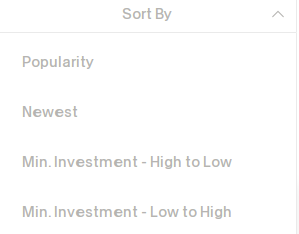 Sort By
Popularity
Newest
Min. Investment - High to Low
Min. Investment - Low to High